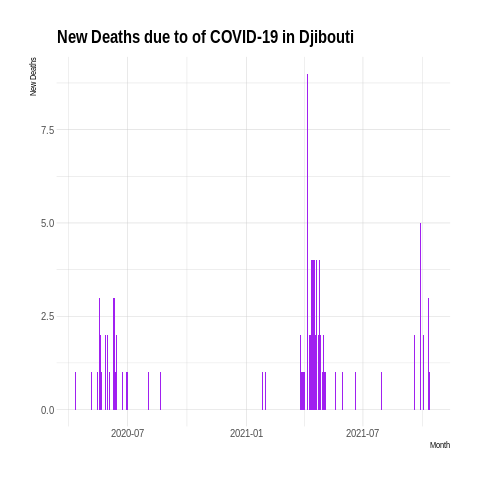 New Deaths due to of COVID-19 in Djibouti
New Deaths
7.5
5.0
2.5
0.0
2020-07
2021-01
2021-07
Month